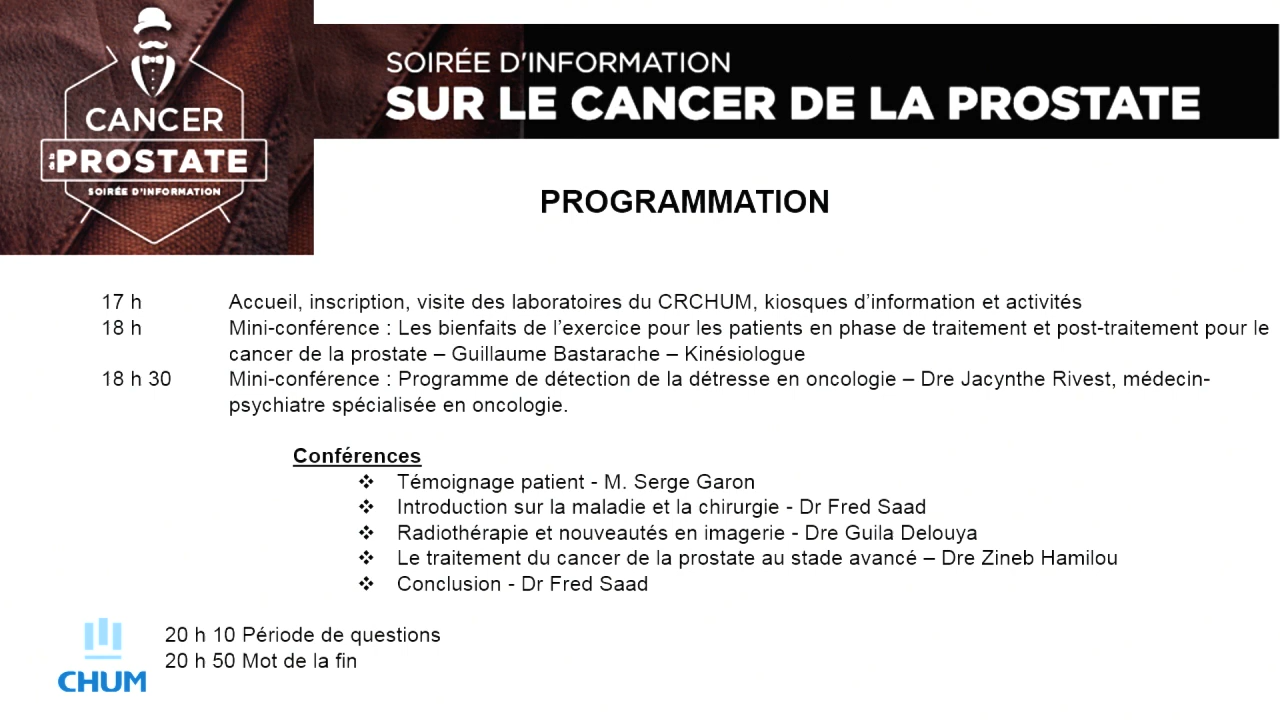 CANCER
de la PROSTATE
SOIRÉE D'INFORMATION
SOIRÉE D'INFORMATION
SUR LE CANCER DE LA PROSTATE
PROGRAMMATION
17 h Accueil, inscription, visite des laboratoires du CRCHUM, kiosques d’information et activités
18 h Mini-conférence : Les bienfaits de l’exercice pour les patients en phase de traitement et post-traitement pour le
cancer de la prostate – Guillaume Bastarache – Kinésiologue
18 h 30 Mini-conférence : Programme de détection de la détresse en oncologie – Dre Jacynthe Rivest, médecin-
psychiatre spécialisée en oncologie.
Conférences
❖ Témoignage patient - M. Serge Garon
❖ Introduction sur la maladie et la chirurgie - Dr Fred Saad
❖ Radiothérapie et nouveautés en imagerie - Dre Guila Delouya
❖ Le traitement du cancer de la prostate au stade avancé – Dre Zineb Hamilou
❖ Conclusion - Dr Fred Saad
20 h 10 Période de questions
20 h 50 Mot de la fin
CHUM